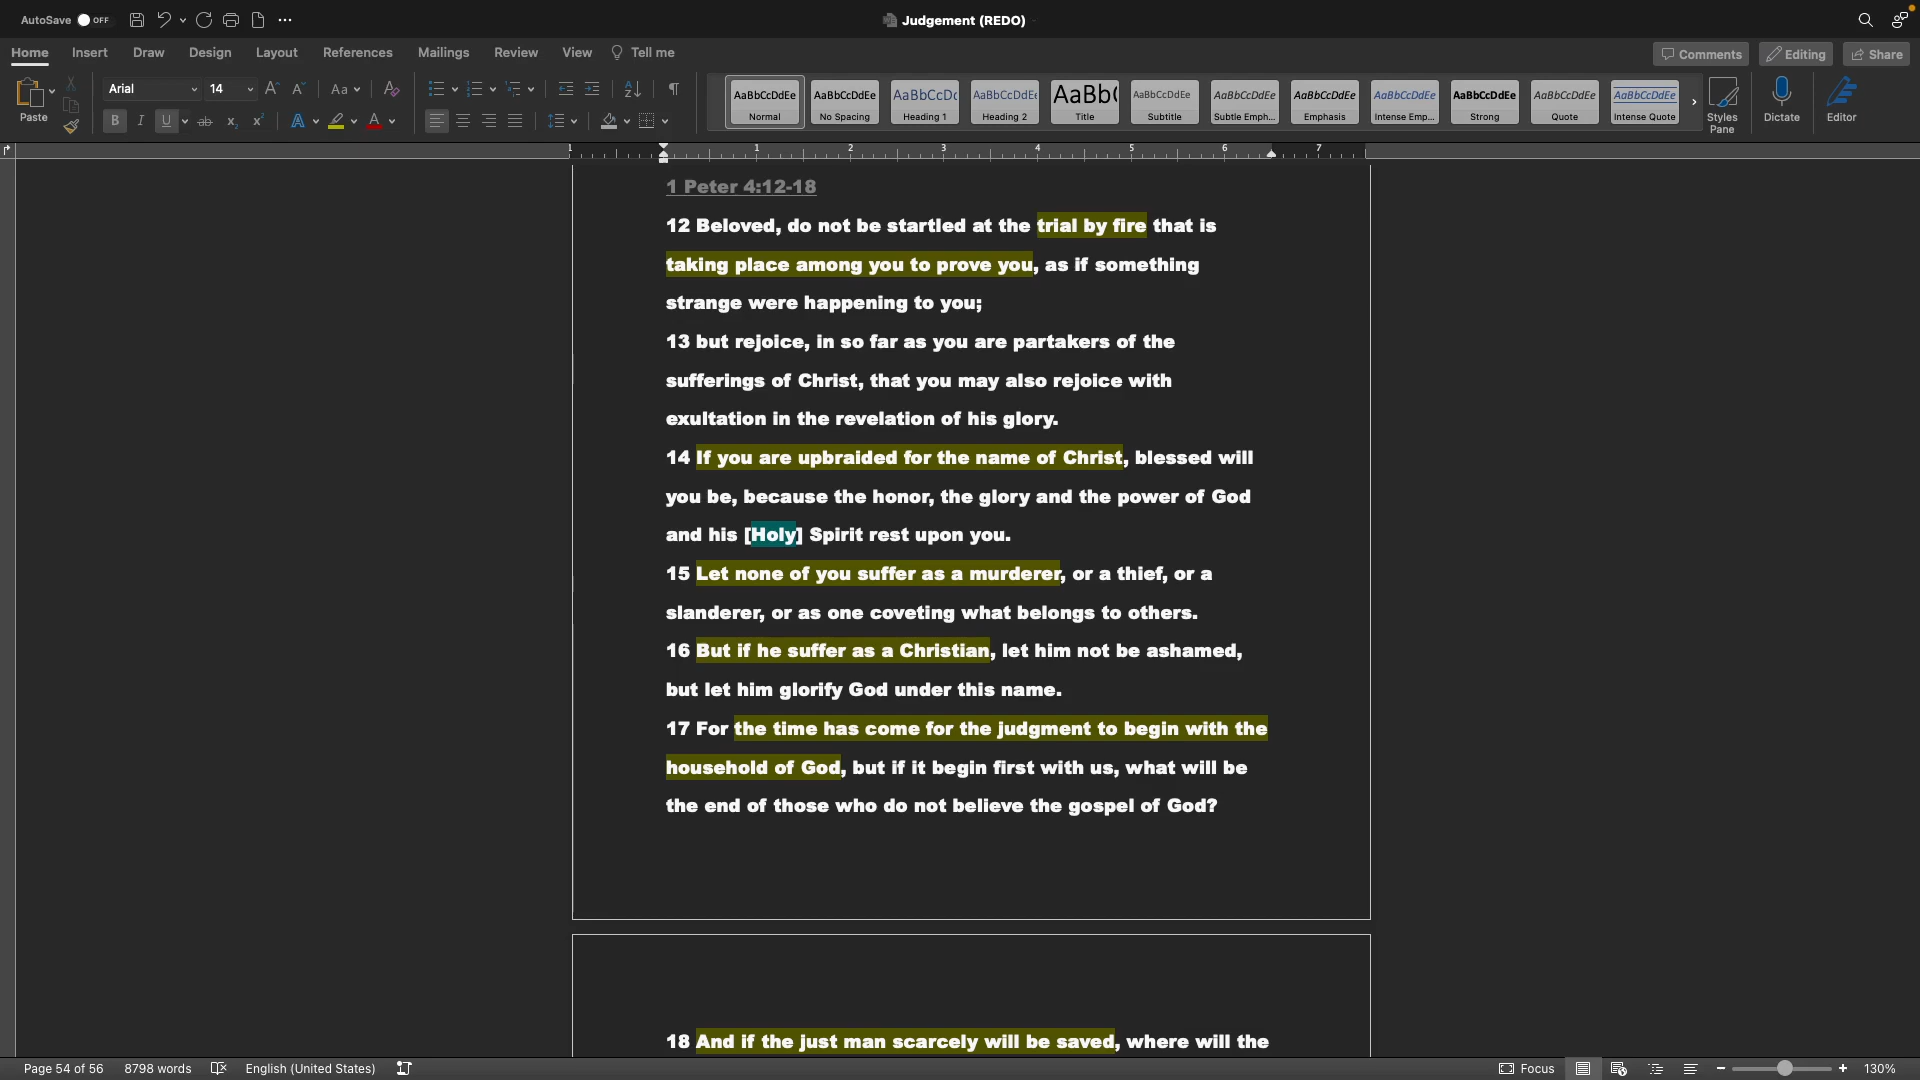 AutoSave OFF
Judgement (REDO)
Home Insert Draw Design Layout References Mailings Review View Tell me
Comments Editing Share
Paste
Arial 14
Aa
AaBbCcDdEe Normal
AaBbCcDdEe No Spacing
AaBbCcDc Heading 1
AaBbCcDdEe Heading 2
AaBb( Title
AaBbCcDdEe Subtitle
AaBbCcDdEe Subtle Emph...
AaBbCcDdEe Emphasis
AaBbCcDdEe Intense Emp...
AaBbCcDdEe Strong
AaBbCcDdEe Quote
AaBbCcDdEe Intense Quote
Styles Pane
Dictate
Editor
1 1 2 3 4 5 6 7
1 Peter 4:12-18
12 Beloved, do not be startled at the trial by fire that is
taking place among you to prove you, as if something
strange were happening to you;
13 but rejoice, in so far as you are partakers of the
sufferings of Christ, that you may also rejoice with
exultation in the revelation of his glory.
14 If you are upbraided for the name of Christ, blessed will
you be, because the honor, the glory and the power of God
and his [Holy] Spirit rest upon you.
15 Let none of you suffer as a murderer, or a thief, or a
slanderer, or as one coveting what belongs to others.
16 But if he suffer as a Christian, let him not be ashamed,
but let him glorify God under this name.
17 For the time has come for the judgment to begin with the
household of God, but if it begin first with us, what will be
the end of those who do not believe the gospel of God?
18 And if the just man scarcely will be saved, where will the
Page 54 of 56 8798 words English (United States) Focus 130%